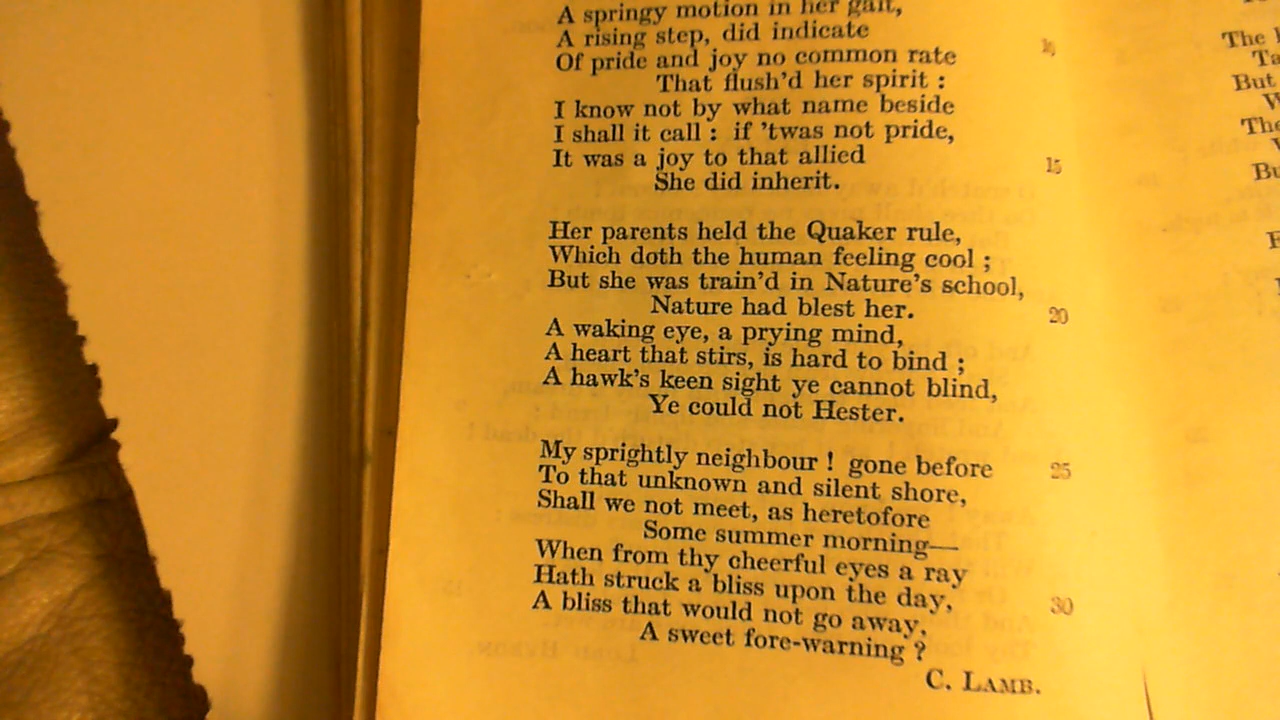 A springy motion in her gait,
A rising step, did indicate
Of pride and joy no common rate
That flush'd her spirit :
I know not by what name beside
I shall it call : if 'twas not pride,
It was a joy to that allied 15
She did inherit.
Her parents held the Quaker rule,
Which doth the human feeling cool ;
But she was train'd in Nature's school,
Nature had blest her. 20
A waking eye, a prying mind,
A heart that stirs, is hard to bind ;
A hawk's keen sight ye cannot blind,
Ye could not Hester.
My sprightly neighbour ! gone before 25
To that unknown and silent shore,
Shall we not meet, as heretofore
Some summer morning—
When from thy cheerful eyes a ray
Hath struck a bliss upon the day, 30
A bliss that would not go away,
A sweet fore-warning ?
C. LAMB.
The
But